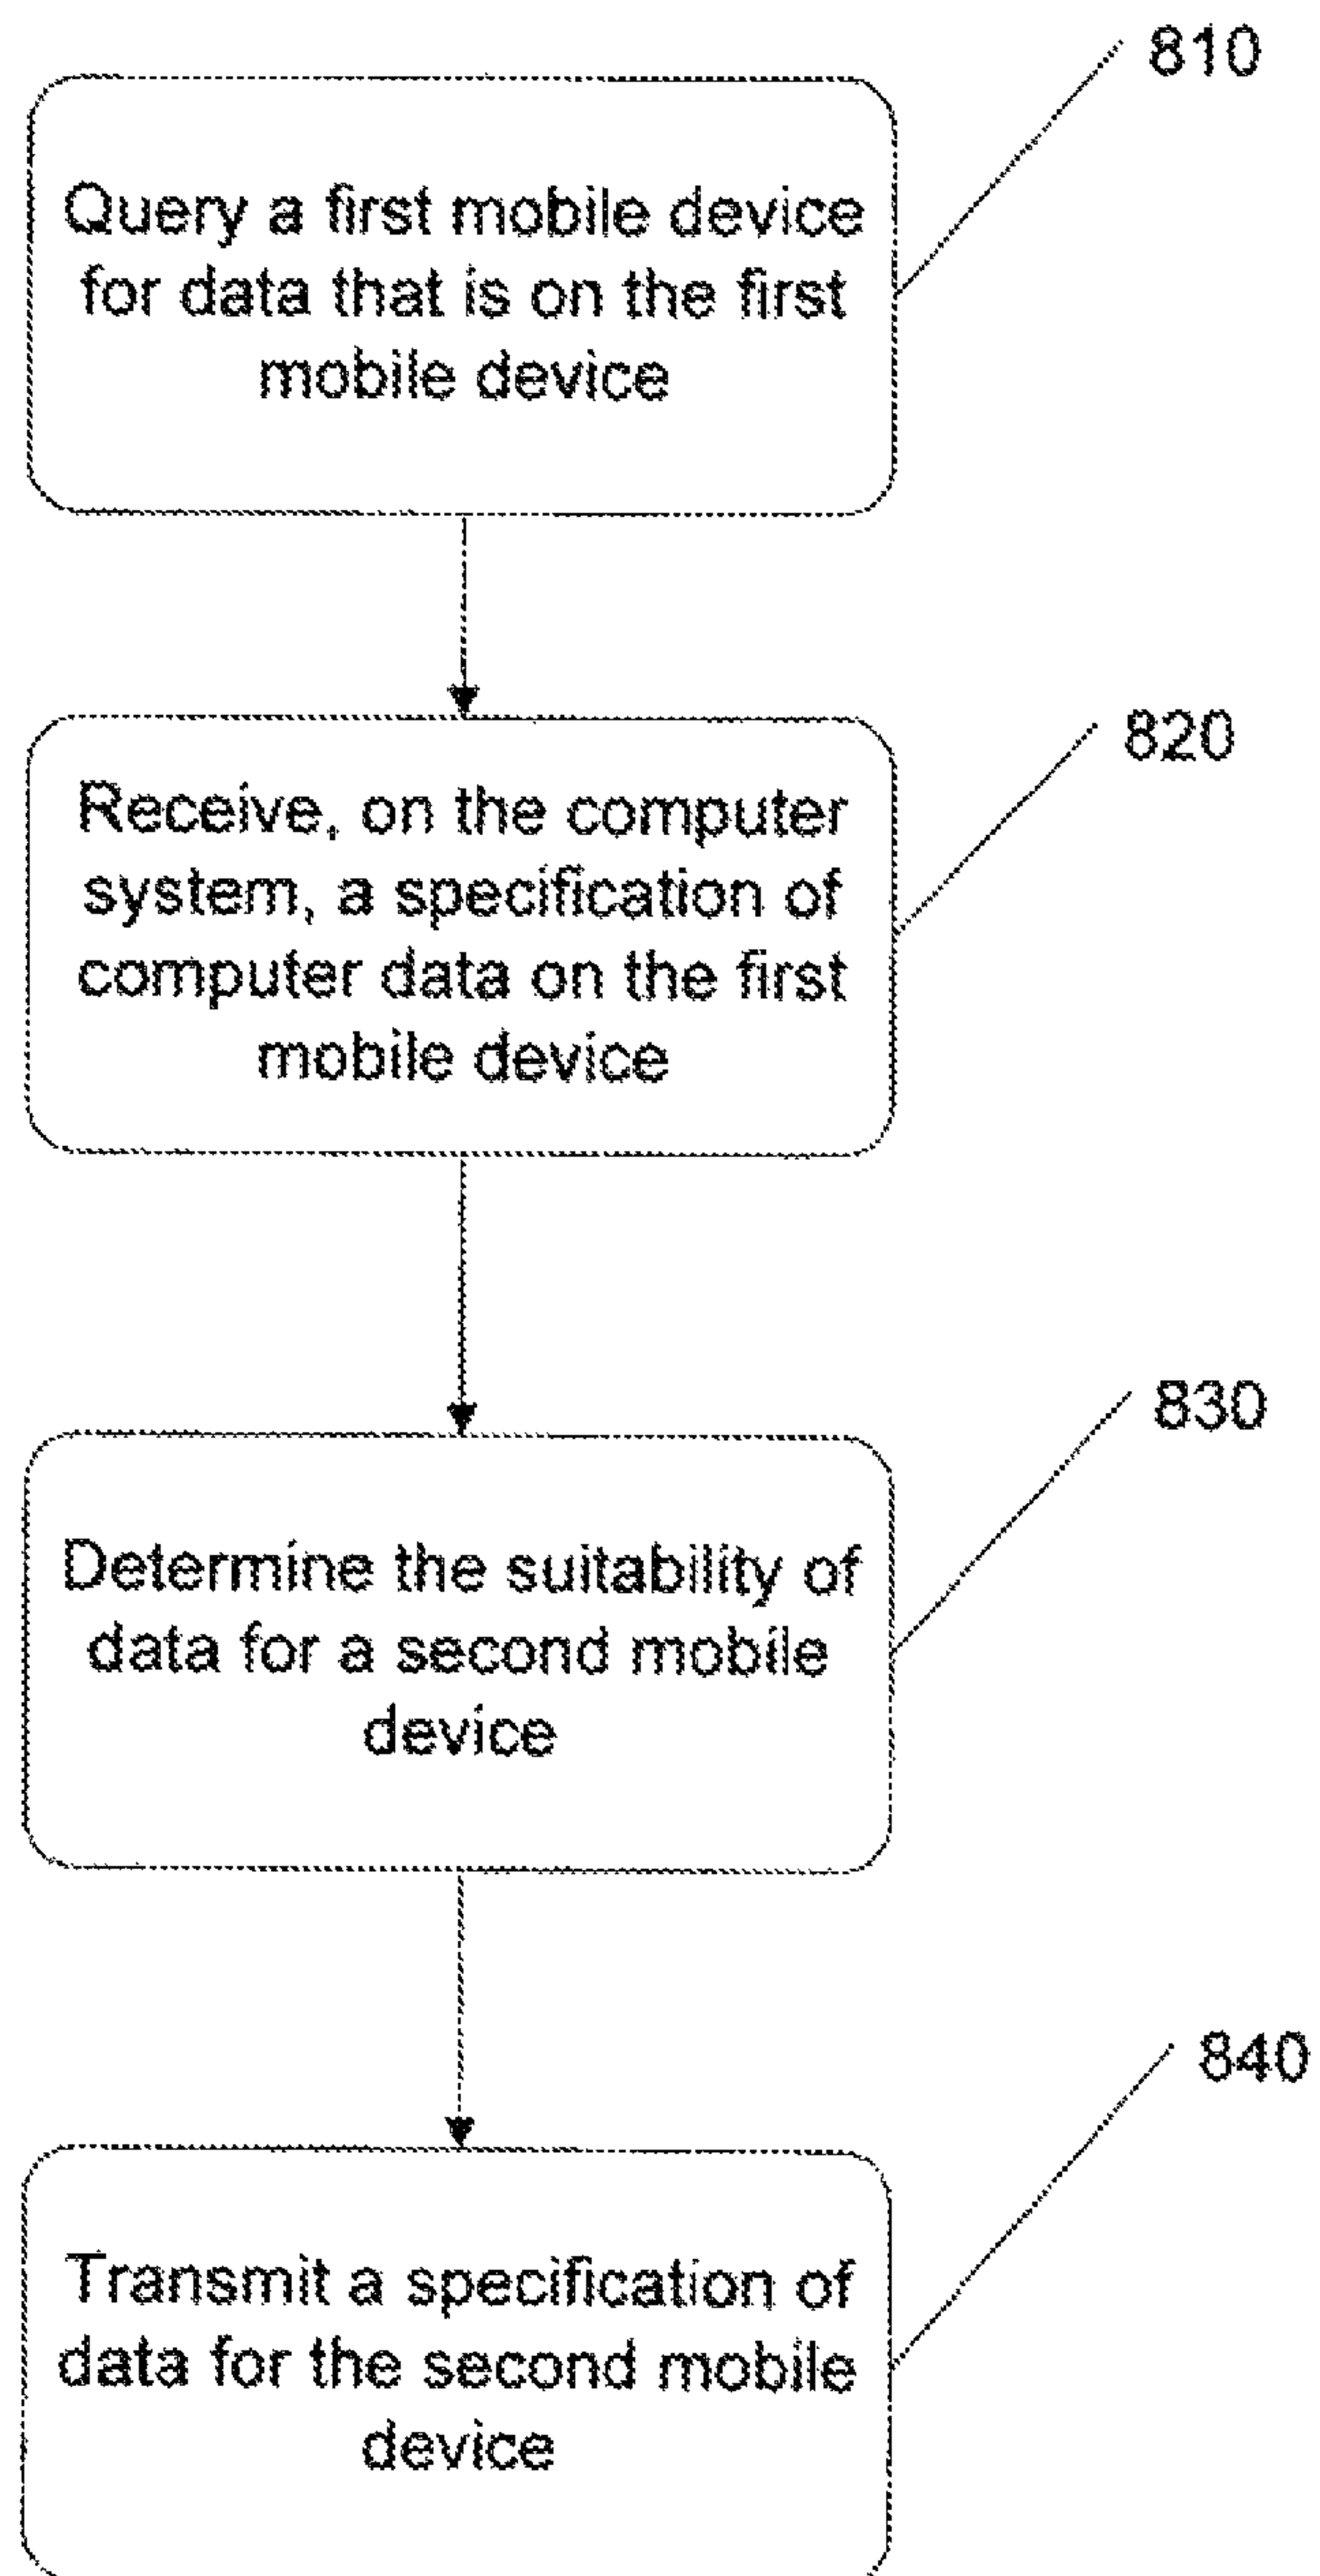 810
Query a first mobile device
for data that is on the first
mobile device
820
Receive, on the computer
system, a specification of
computer data on the first
mobile device
830
Determine the suitability of
data for a second mobile
device
840
Transmit a specification of
data for the second mobile
device